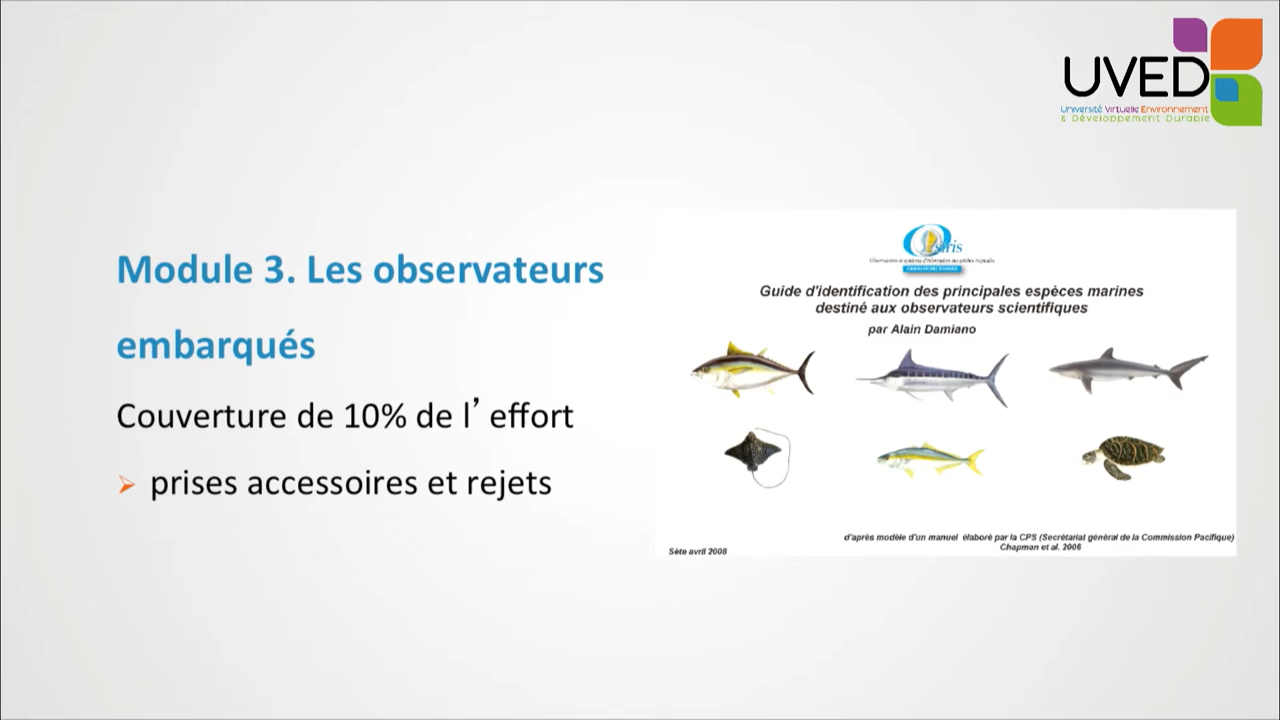 UVED
Université Virtuelle Environnement
& Développement Durable
Module 3. Les observateurs
embarqués
Couverture de 10% de l’effort
➢ prises accessoires et rejets
Osiris
Guide d'identification des principales espèces marines
destiné aux observateurs scientifiques
par Alain Damiano
d'après modèle d'un manuel élaboré par la CPS (Secrétariat général de la Commission Pacifique)
Chapman et al. 2006
Sète avril 2008